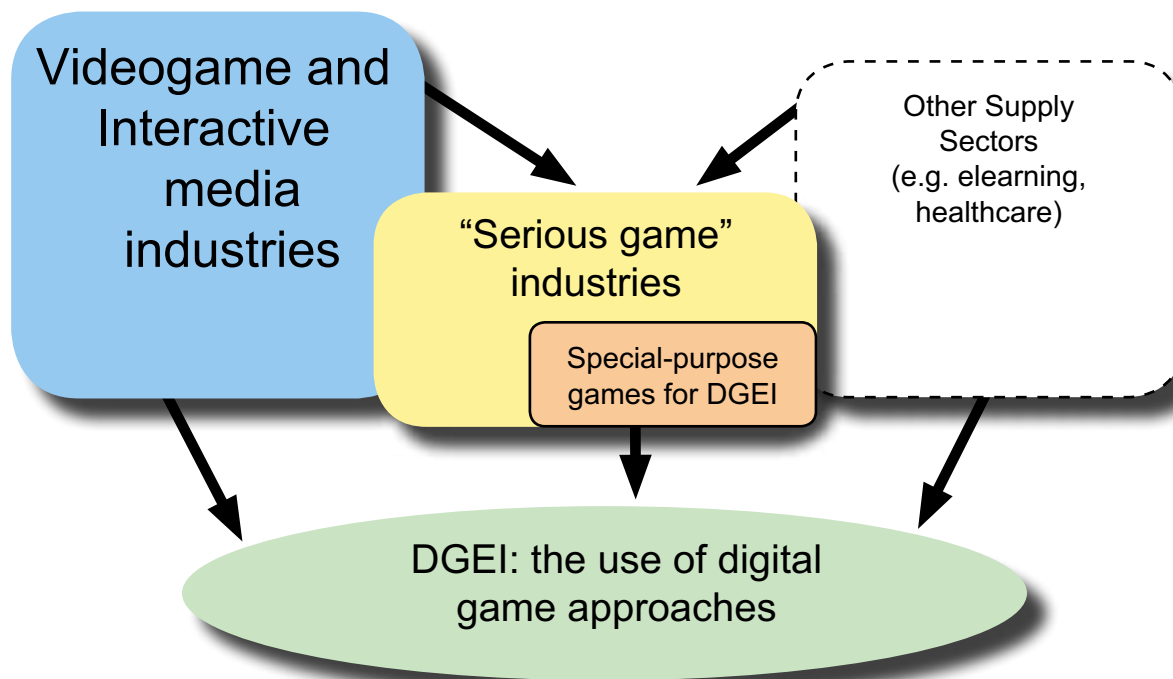 Videogame and
Interactive
media
industries
Other Supply
Sectors
(e.g. elearning,
healthcare)
“Serious game”
industries
Special-purpose
games for DGEI
DGEI: the use of digital
game approaches